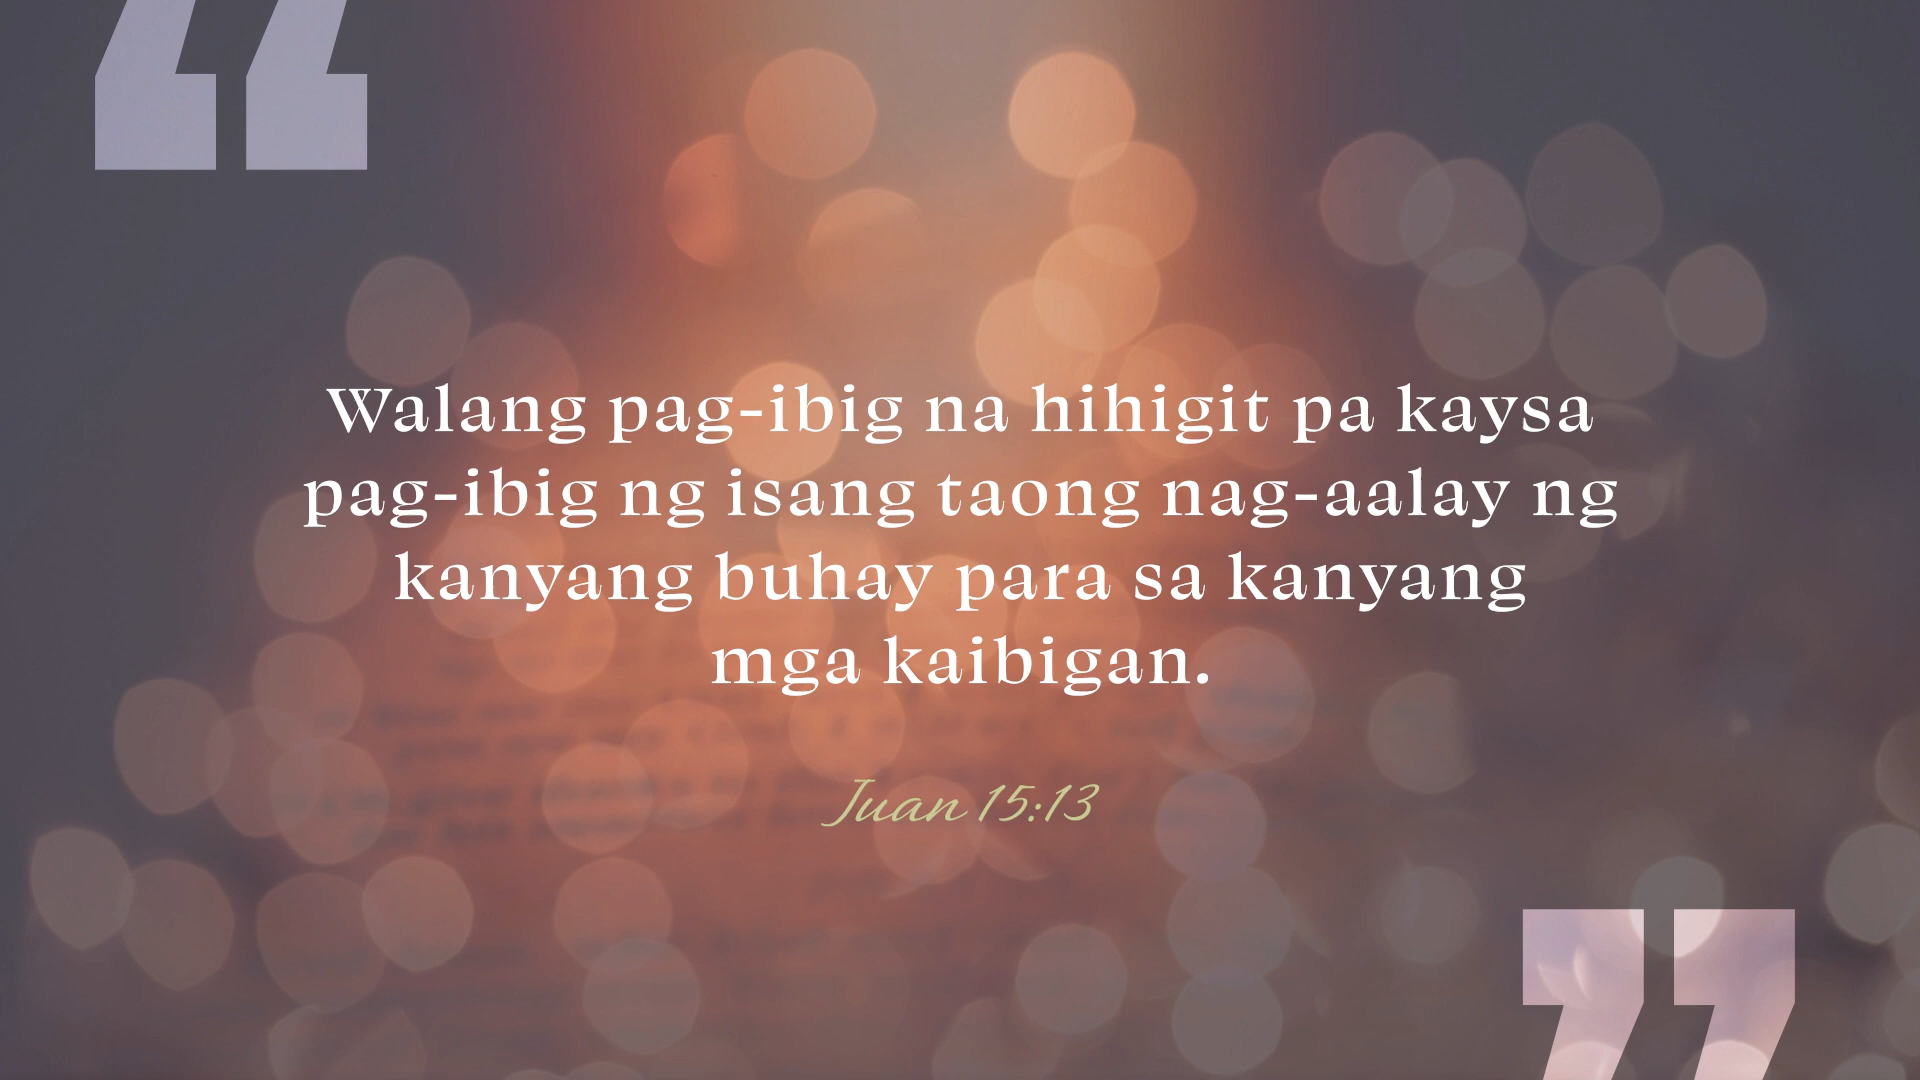 Walang pag-ibig na hihigit pa kaysa
pag-ibig ng isang taong nag-aalay ng
kanyang buhay para sa kanyang
mga kaibigan.
Juan 15:13